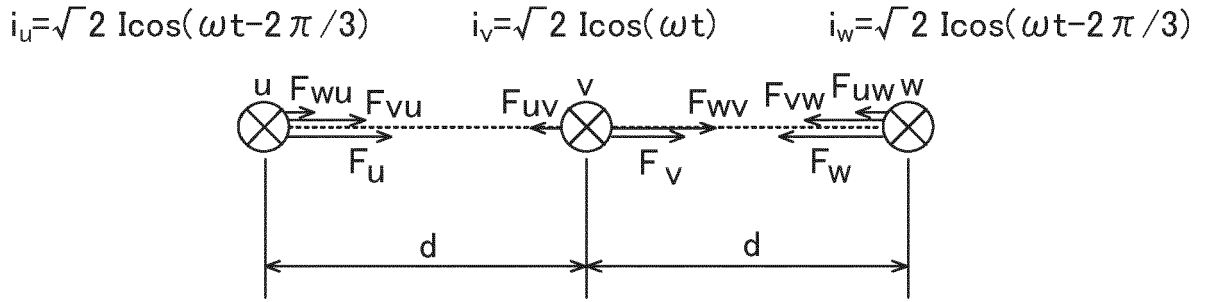 iu=√2 Icos(ωt-2π/3) iv=√2 Icos(ωt) iw=√2 Icos(ωt-2π/3)
u v w
Fwu Fvu Fuv Fwv Fvw Fuw
Fu Fv Fw
d d